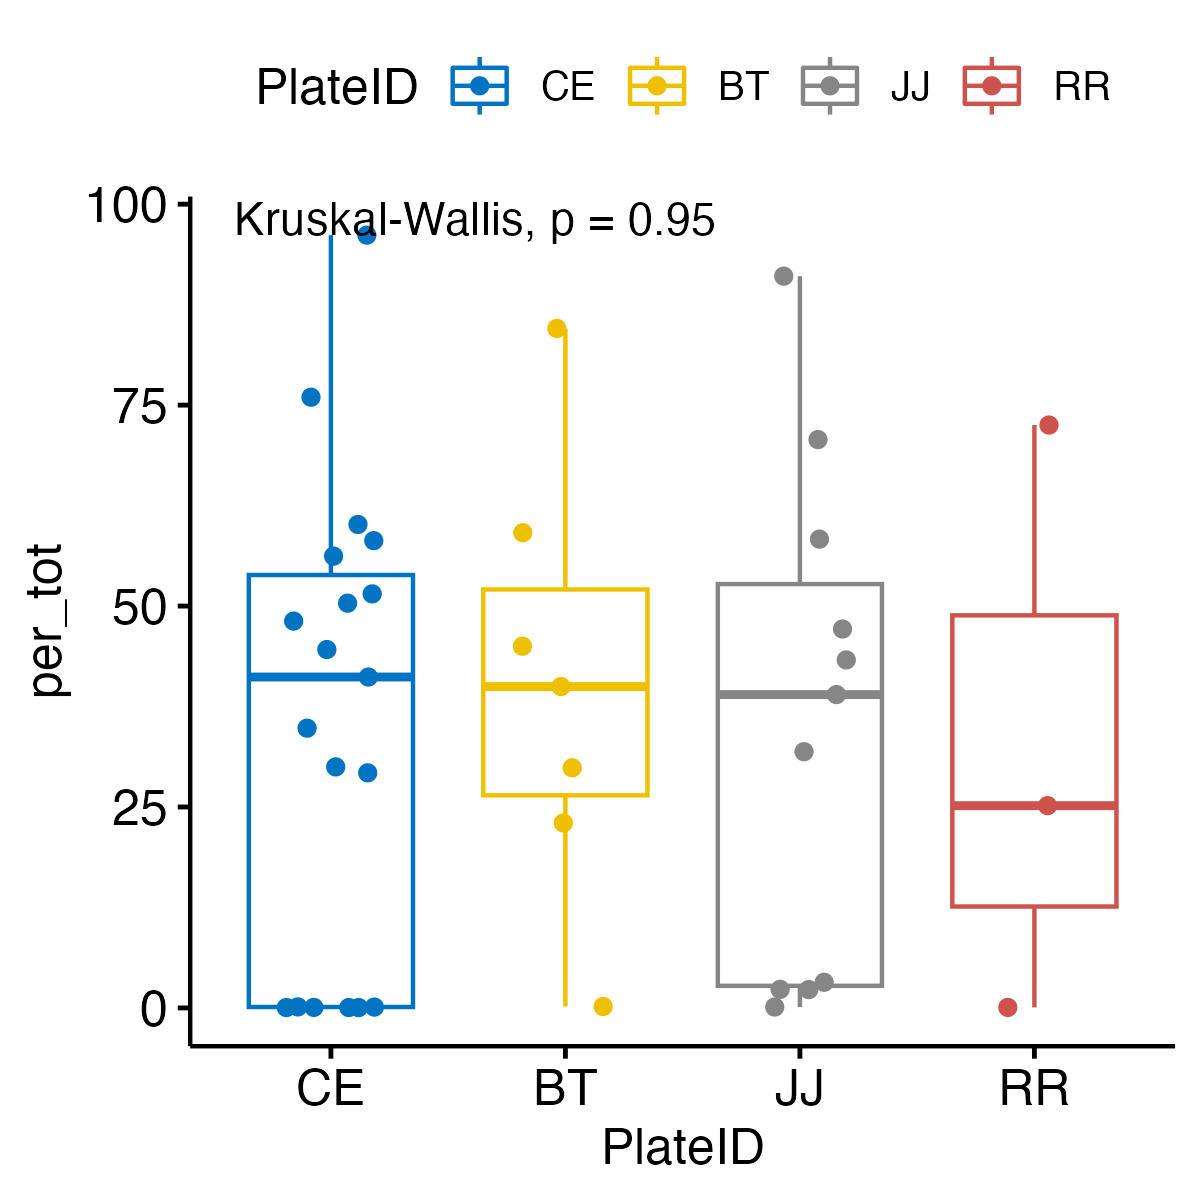 PlateID CE BT JJ RR
Kruskal-Wallis, p = 0.95
100
75
50
25
0
per_tot
CE BT JJ RR
PlateID